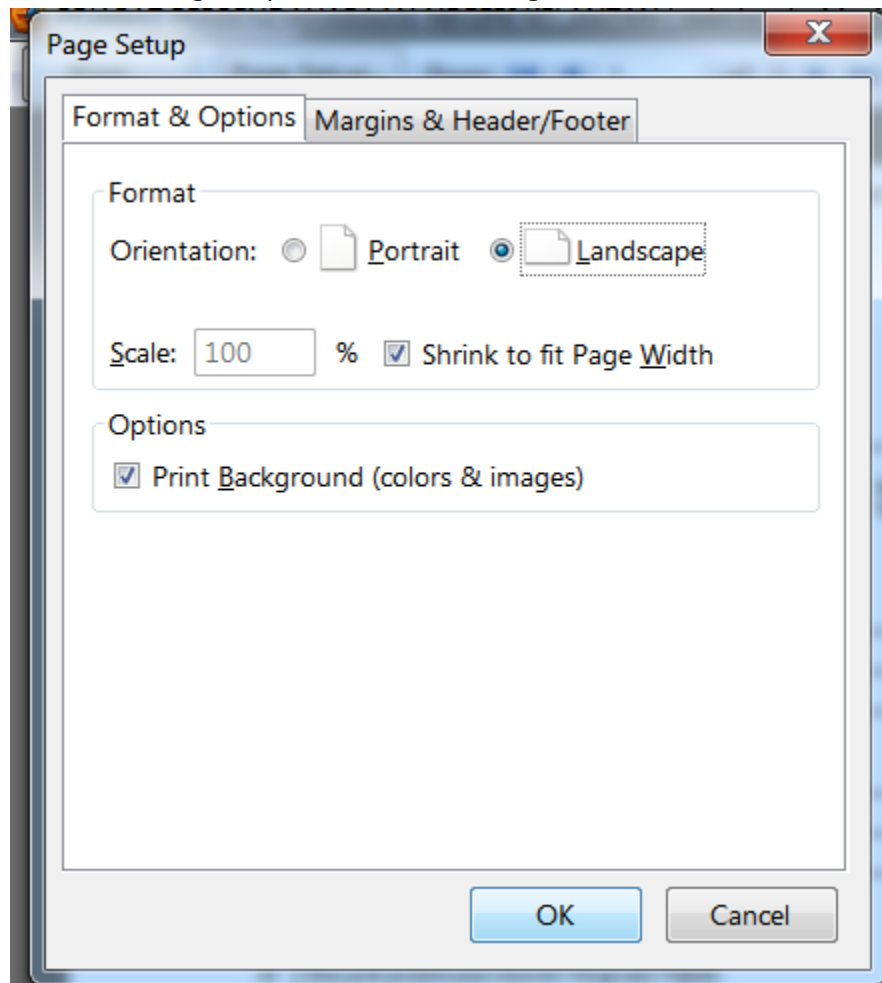 Page Setup
Format & Options Margins & Header/Footer
Format
Orientation: Portrait Landscape
Scale: 100 % Shrink to fit Page Width
Options
Print Background (colors & images)
OK Cancel